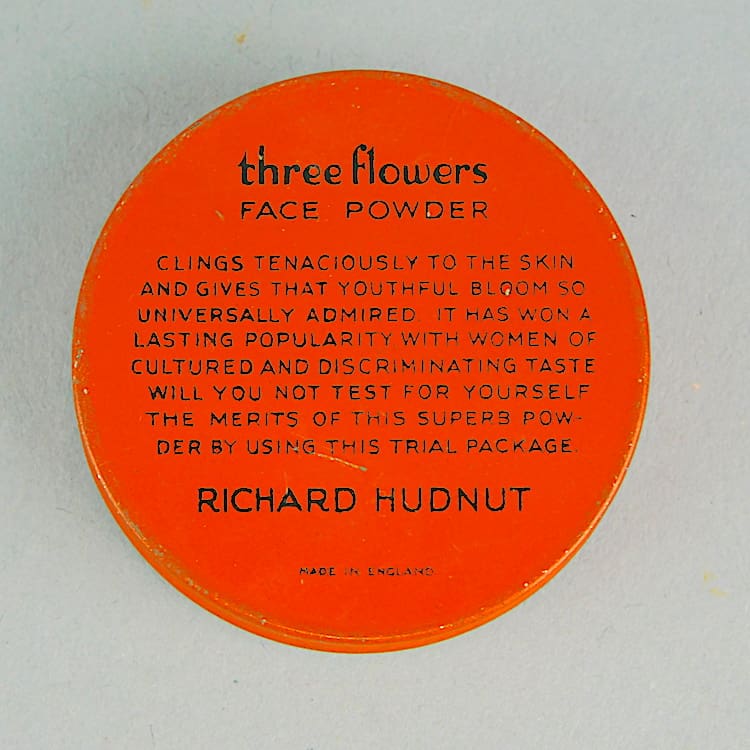 three flowers
FACE POWDER
CLINGS TENACIOUSLY TO THE SKIN
AND GIVES THAT YOUTHFUL BLOOM SO
UNIVERSALLY ADMIRED. IT HAS WON A
LASTING POPULARITY WITH WOMEN OF
CULTURED AND DISCRIMINATING TASTE
WILL YOU NOT TEST FOR YOURSELF
THE MERITS OF THIS SUPERB POW-
DER BY USING THIS TRIAL PACKAGE.
RICHARD HUDNUT
MADE IN ENGLAND